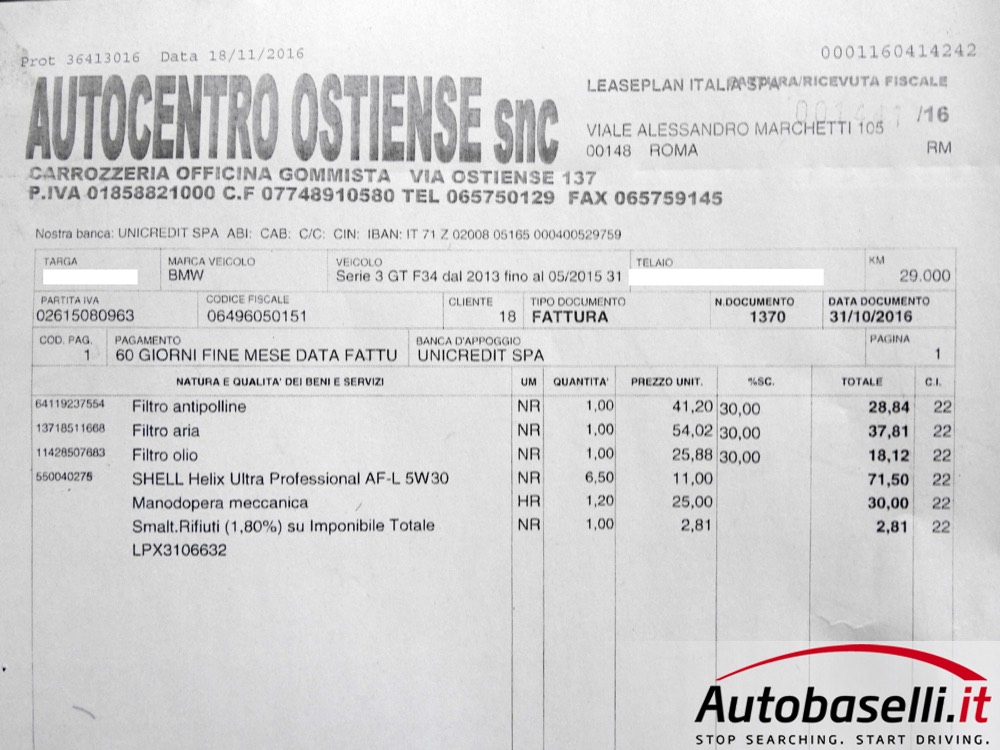 Prot 36413016 Data 18/11/2016
0001160414242
AUTOCENTRO OSTIENSE snc
CARROZZERIA OFFICINA GOMMISTA VIA OSTIENSE 137
P.IVA 01858821000 C.F 07748910580 TEL 065750129 FAX 065759145
LEASEPLAN ITALIA SPA /RICEVUTA FISCALE
/16
VIALE ALESSANDRO MARCHETTI 105
00148 ROMA RM
Nostra banca: UNICREDIT SPA ABI: CAB: C/C: CIN: IBAN: IT 71 Z 02008 05165 000400529759
TARGA MARCA VEICOLO VEICOLO TELAIO KM
BMW Serie 3 GT F34 dal 2013 fino al 05/2015 31 29.000
PARTITA IVA CODICE FISCALE CLIENTE TIPO DOCUMENTO N.DOCUMENTO DATA DOCUMENTO
02615080963 06496050151 18 FATTURA 1370 31/10/2016
COD. PAG. PAGAMENTO BANCA D'APPOGGIO PAGINA
1 60 GIORNI FINE MESE DATA FATTU UNICREDIT SPA 1
NATURA E QUALITA' DEI BENI E SERVIZI UM QUANTITA' PREZZO UNIT. %SC. TOTALE C.I.
64119237554 Filtro antipolline NR 1,00 41,20 30,00 28,84 22
13718511668 Filtro aria NR 1,00 54,02 30,00 37,81 22
11428507683 Filtro olio NR 1,00 25,88 30,00 18,12 22
550040275 SHELL Helix Ultra Professional AF-L 5W30 NR 6,50 11,00 71,50 22
Manodopera meccanica HR 1,20 25,00 30,00 22
Smalt.Rifiuti (1,80%) su Imponibile Totale NR 1,00 2,81 2,81 22
LPX3106632
Autobaselli.it
STOP SEARCHING. START DRIVING.